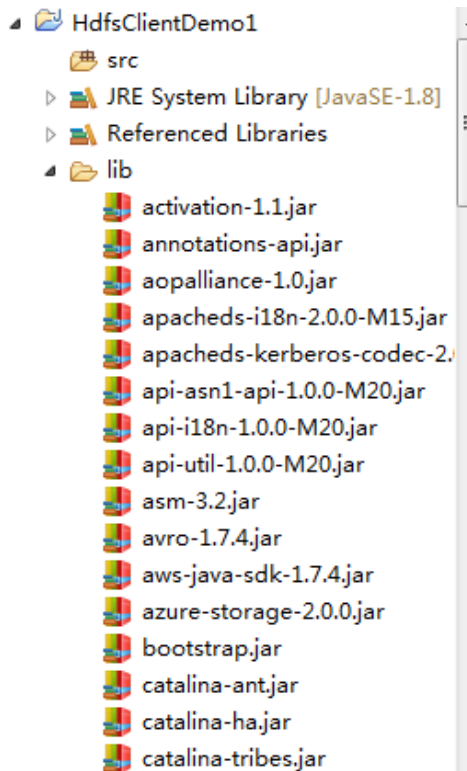 HdfsClientDemo1
src
JRE System Library [JavaSE-1.8]
Referenced Libraries
lib
activation-1.1.jar
annotations-api.jar
aopalliance-1.0.jar
apacheds-i18n-2.0.0-M15.jar
apacheds-kerberos-codec-2.
api-asn1-api-1.0.0-M20.jar
api-i18n-1.0.0-M20.jar
api-util-1.0.0-M20.jar
asm-3.2.jar
avro-1.7.4.jar
aws-java-sdk-1.7.4.jar
azure-storage-2.0.0.jar
bootstrap.jar
catalina-ant.jar
catalina-ha.jar
catalina-tribes.jar